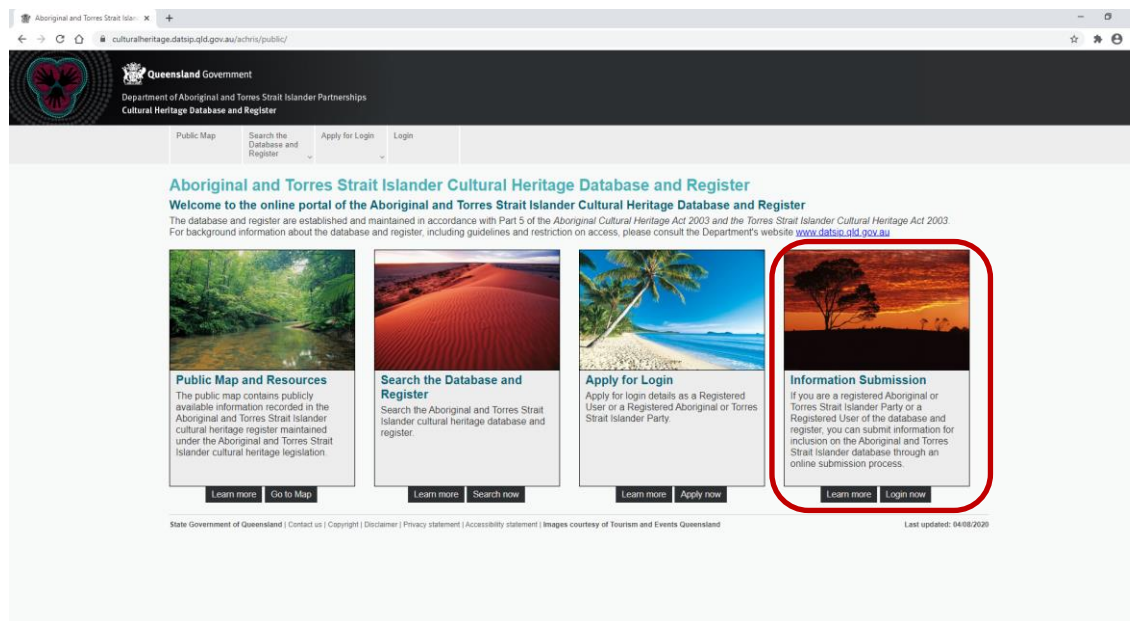 Aboriginal and Torres Strait Islan
culturalheritage.datsip.qld.gov.au/achris/public/
Queensland Government
Department of Aboriginal and Torres Strait Islander Partnerships
Cultural Heritage Database and Register
Public Map
Search the
Database and
Register
Apply for Login
Login
Aboriginal and Torres Strait Islander Cultural Heritage Database and Register
Welcome to the online portal of the Aboriginal and Torres Strait Islander Cultural Heritage Database and Register
The database and register are established and maintained in accordance with Part 5 of the Aboriginal Cultural Heritage Act 2003 and the Torres Strait Islander Cultural Heritage Act 2003.
For background information about the database and register, including guidelines and restriction on access, please consult the Department's website www.datsip.qld.gov.au
Public Map and Resources
The public map contains publicly
available information recorded in the
Aboriginal and Torres Strait Islander
cultural heritage register maintained
under the Aboriginal and Torres Strait
Islander cultural heritage legislation.
Learn more Go to Map
Search the Database and
Register
Search the Aboriginal and Torres Strait
Islander cultural heritage database and
register.
Learn more Search now
Apply for Login
Apply for login details as a Registered
User or a Registered Aboriginal or Torres
Strait Islander Party.
Learn more Apply now
Information Submission
If you are a registered Aboriginal or
Torres Strait Islander Party or a
Registered User of the database and
register, you can submit information for
inclusion on the Aboriginal and Torres
Strait Islander database through an
online submission process.
Learn more Login now
State Government of Queensland | Contact us | Copyright | Disclaimer | Privacy statement | Accessibility statement | Images courtesy of Tourism and Events Queensland
Last updated: 04/08/2020